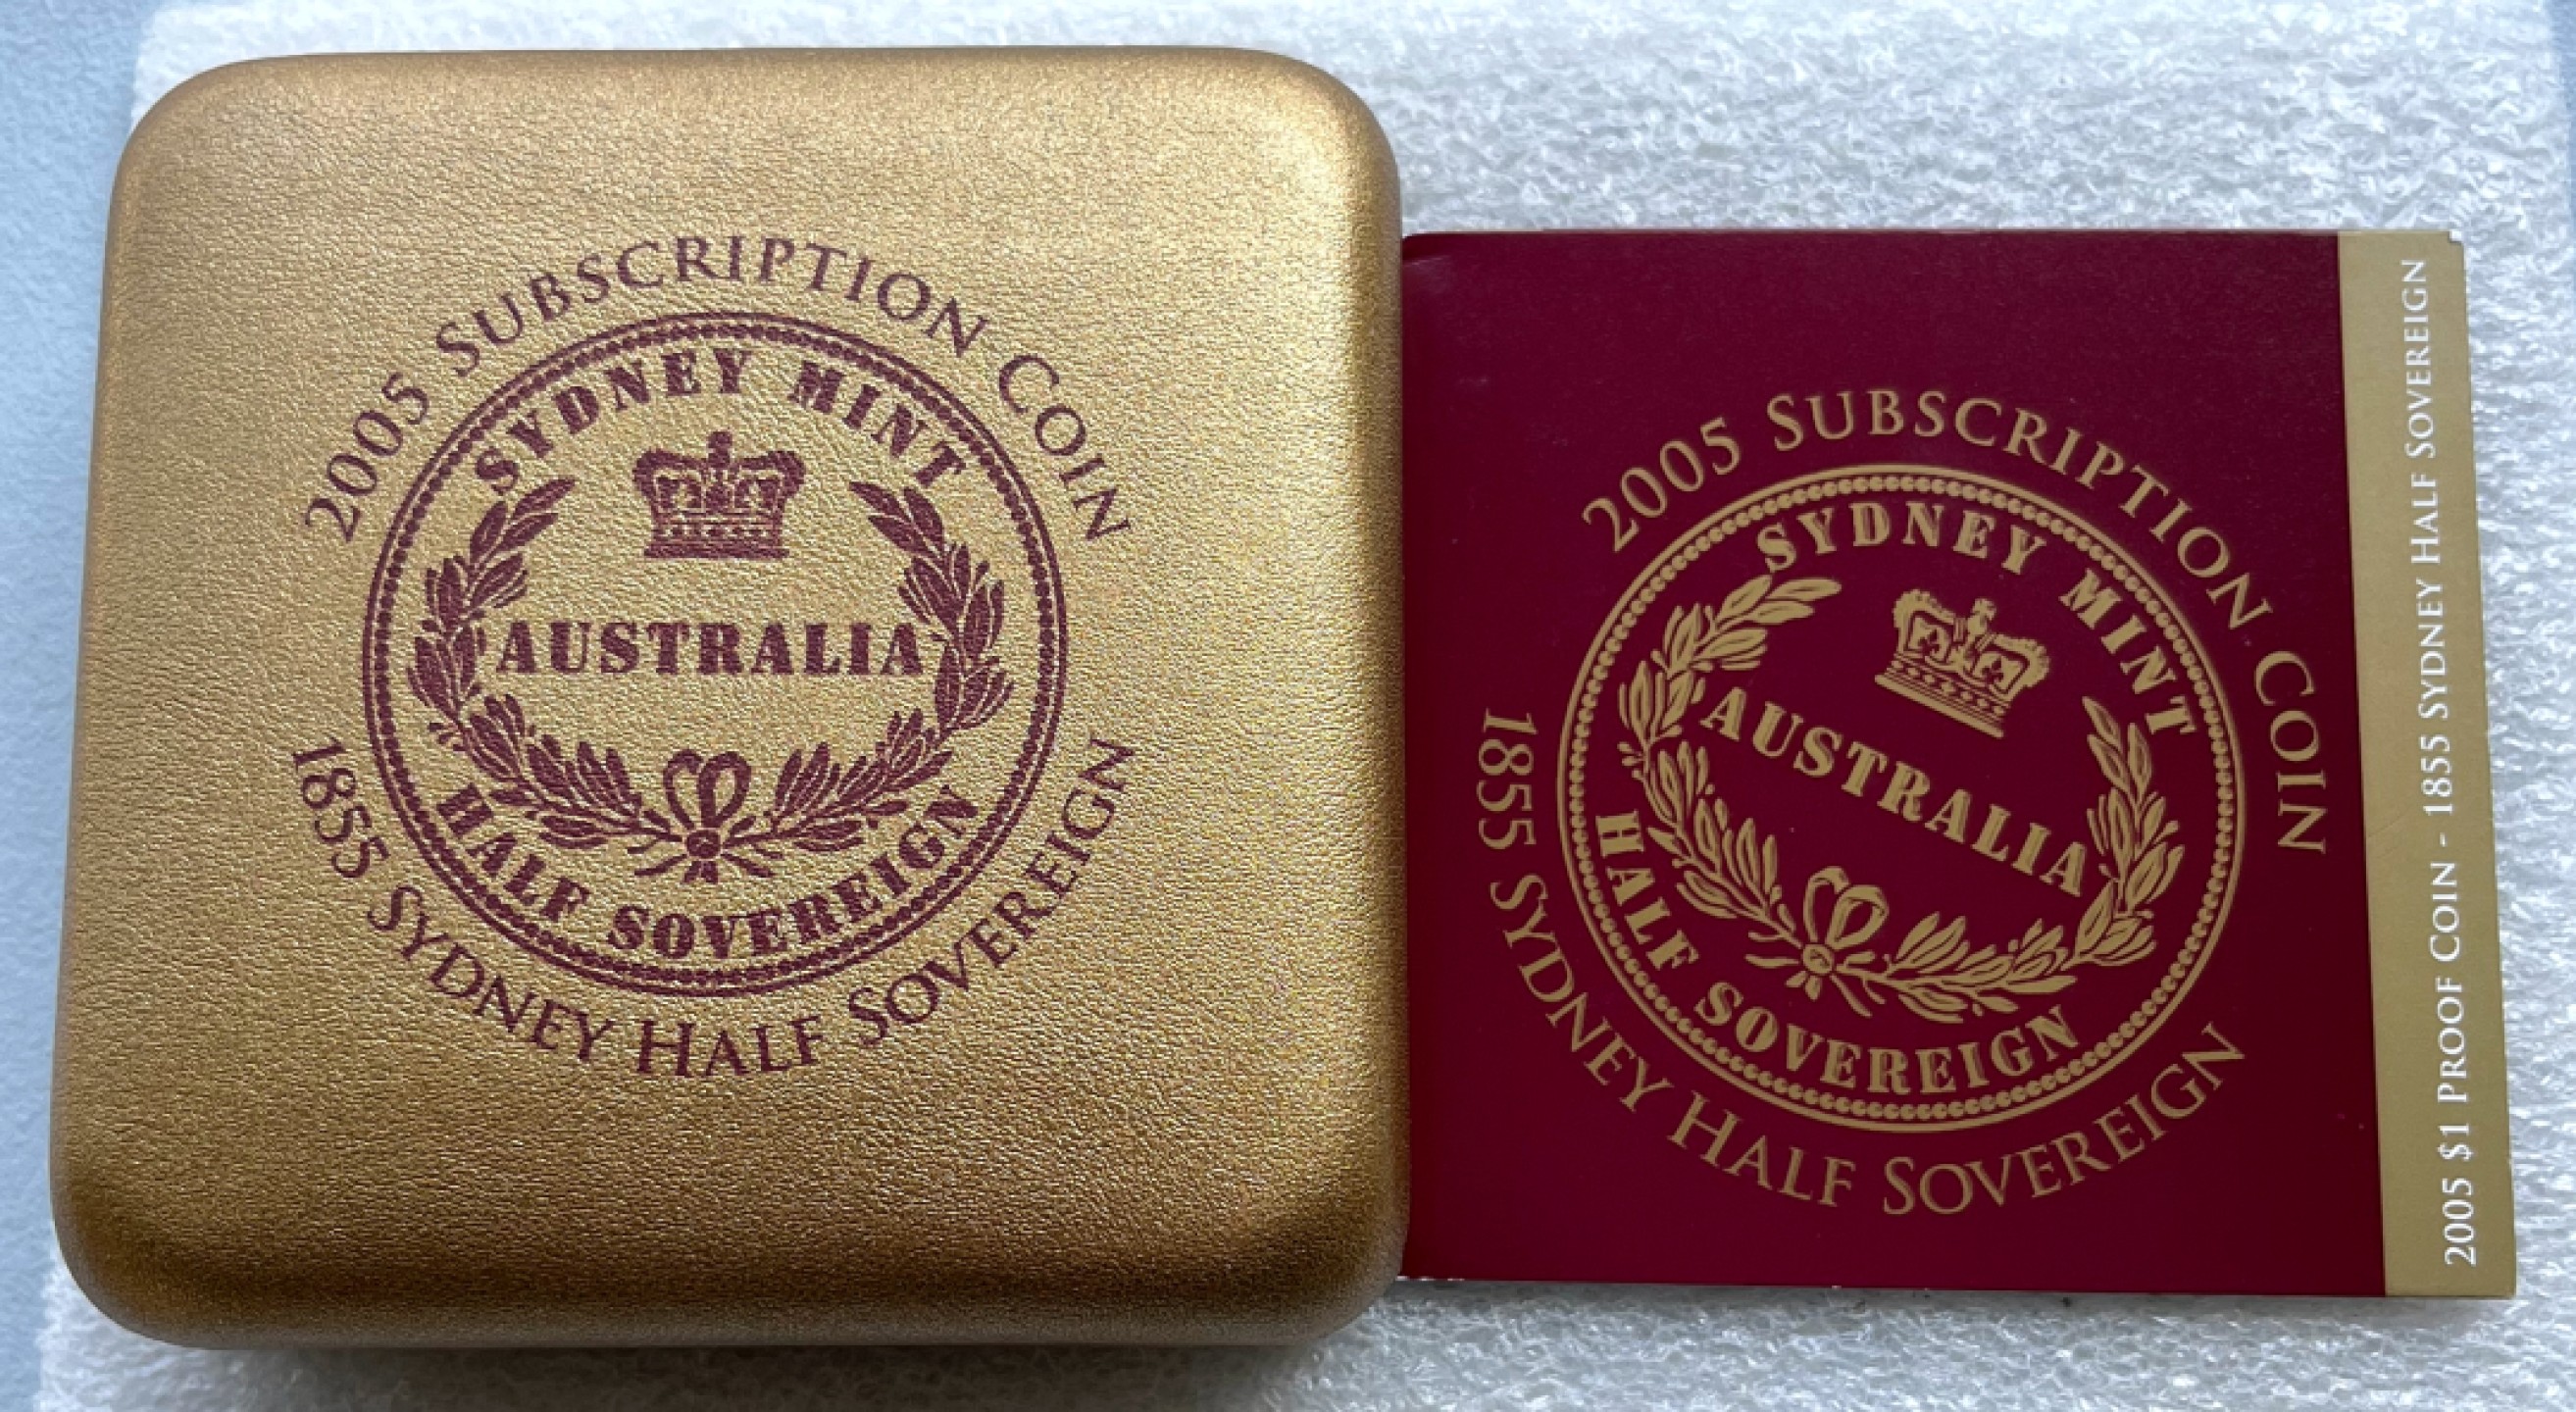 2005 SUBSCRIPTION COIN
SYDNEY MINT
AUSTRALIA
HALF SOVEREIGN
1855 SYDNEY HALF SOVEREIGN
2005 SUBSCRIPTION COIN
SYDNEY MINT
AUSTRALIA
HALF SOVEREIGN
1855 SYDNEY HALF SOVEREIGN
2005 $1 PROOF COIN - 1855 SYDNEY HALF SOVEREIGN